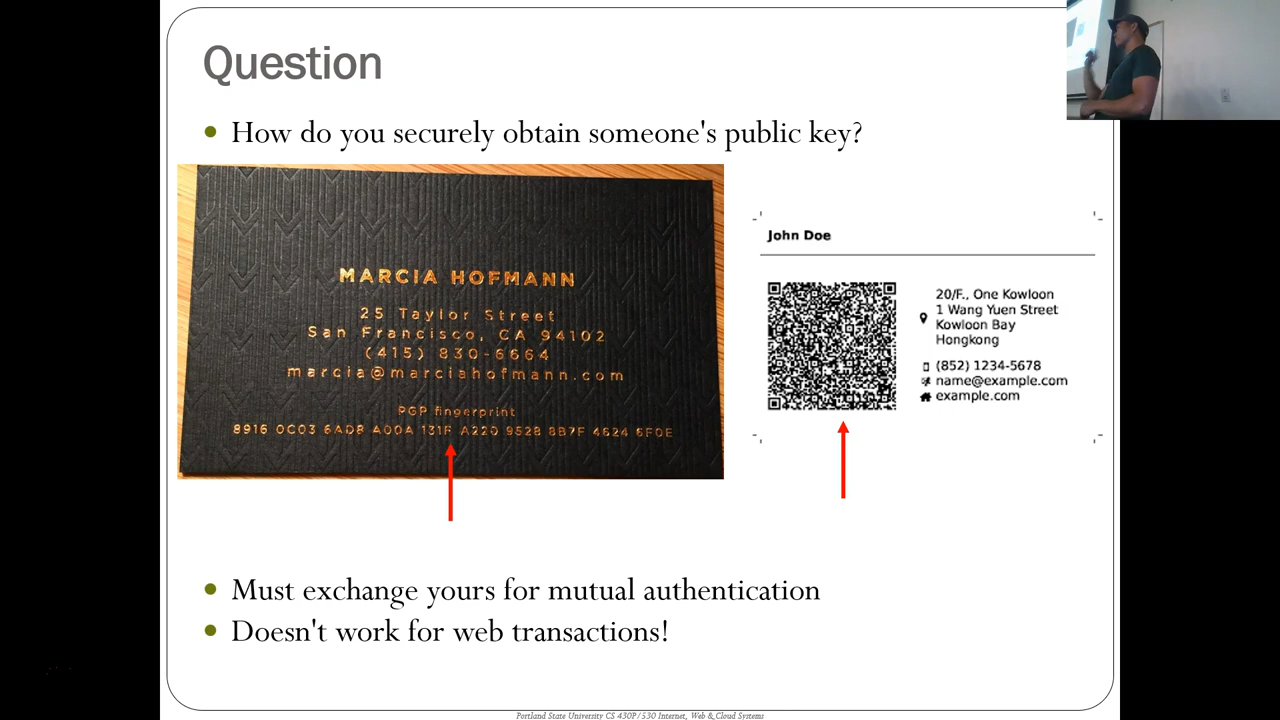 Question
How do you securely obtain someone's public key?
MARCIA HOFMANN
25 Taylor Street
San Francisco, CA 94102
(415) 830-6664
marcia@marciahofmann.com
PGP fingerprint
8916 0C03 6AD8 A00A 131F A22D 9528 8B7F 4624 6F0E
John Doe
20/F., One Kowloon
1 Wang Yuen Street
Kowloon Bay
Hongkong
(852) 1234-5678
name@example.com
example.com
Must exchange yours for mutual authentication
Doesn't work for web transactions!
Portland State University CS 430P/530 Internet, Web & Cloud Systems